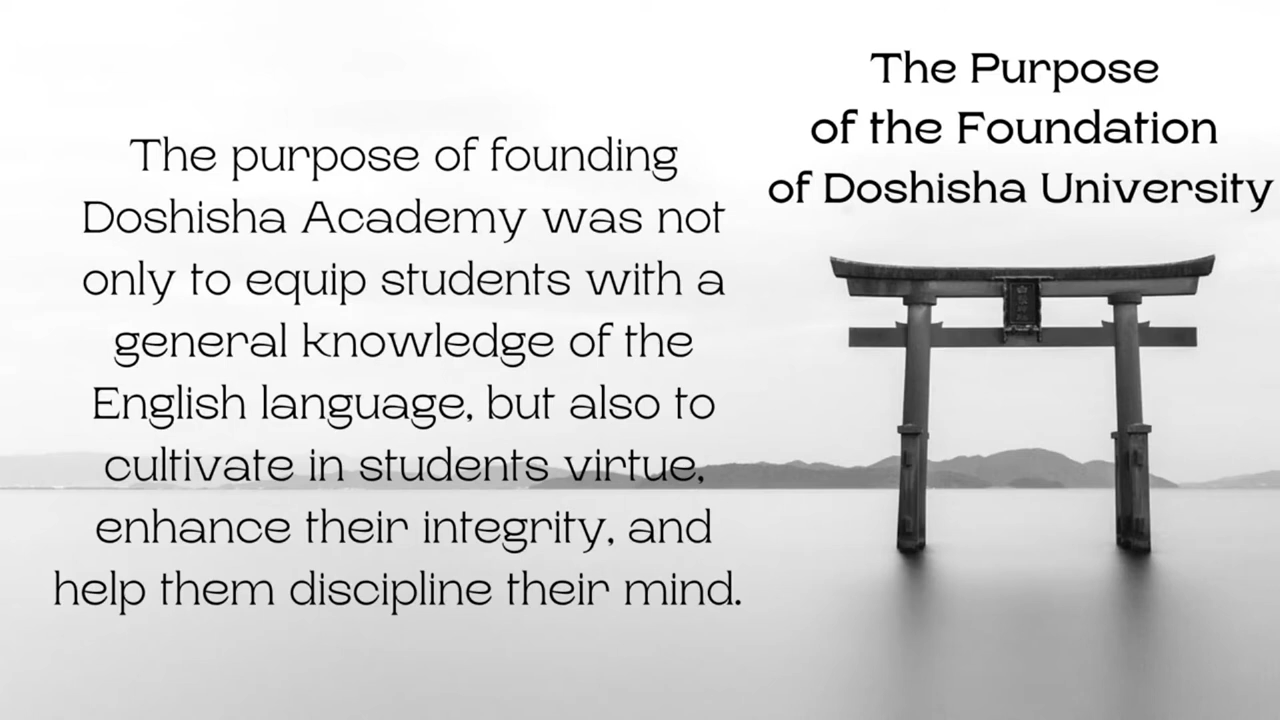 The Purpose
of the Foundation
of Doshisha University
The purpose of founding
Doshisha Academy was not
only to equip students with a
general knowledge of the
English language, but also to
cultivate in students virtue,
enhance their integrity, and
help them discipline their mind.